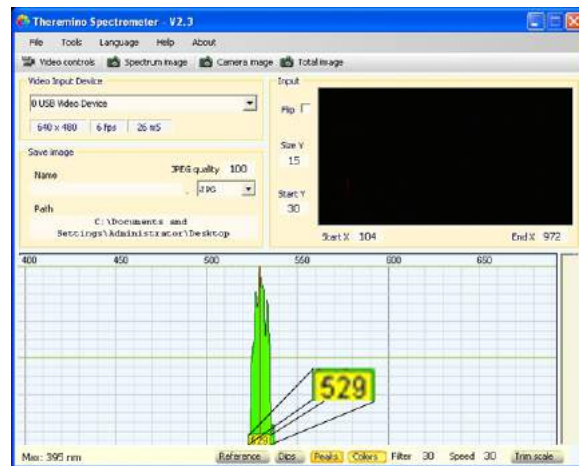 Theremino Spectrometer - V2.3
File Tools Language Help About
Video controls Spectrum image Camera image Total image
Video Input Device
Input
0 USB Video Device
Flip
640 x 480 6 fps 26 mS
Size Y
15
Save image
JPEG quality 100
Name
. JPG
Start Y
30
Path
C:\Documents and
Settings\Administrator\Desktop
Start X 104 End X 972
400 450 500 550 600 650
529
529
Max: 395 nm Reference Dips Peaks Colors Filter 30 Speed 30 Trim scale